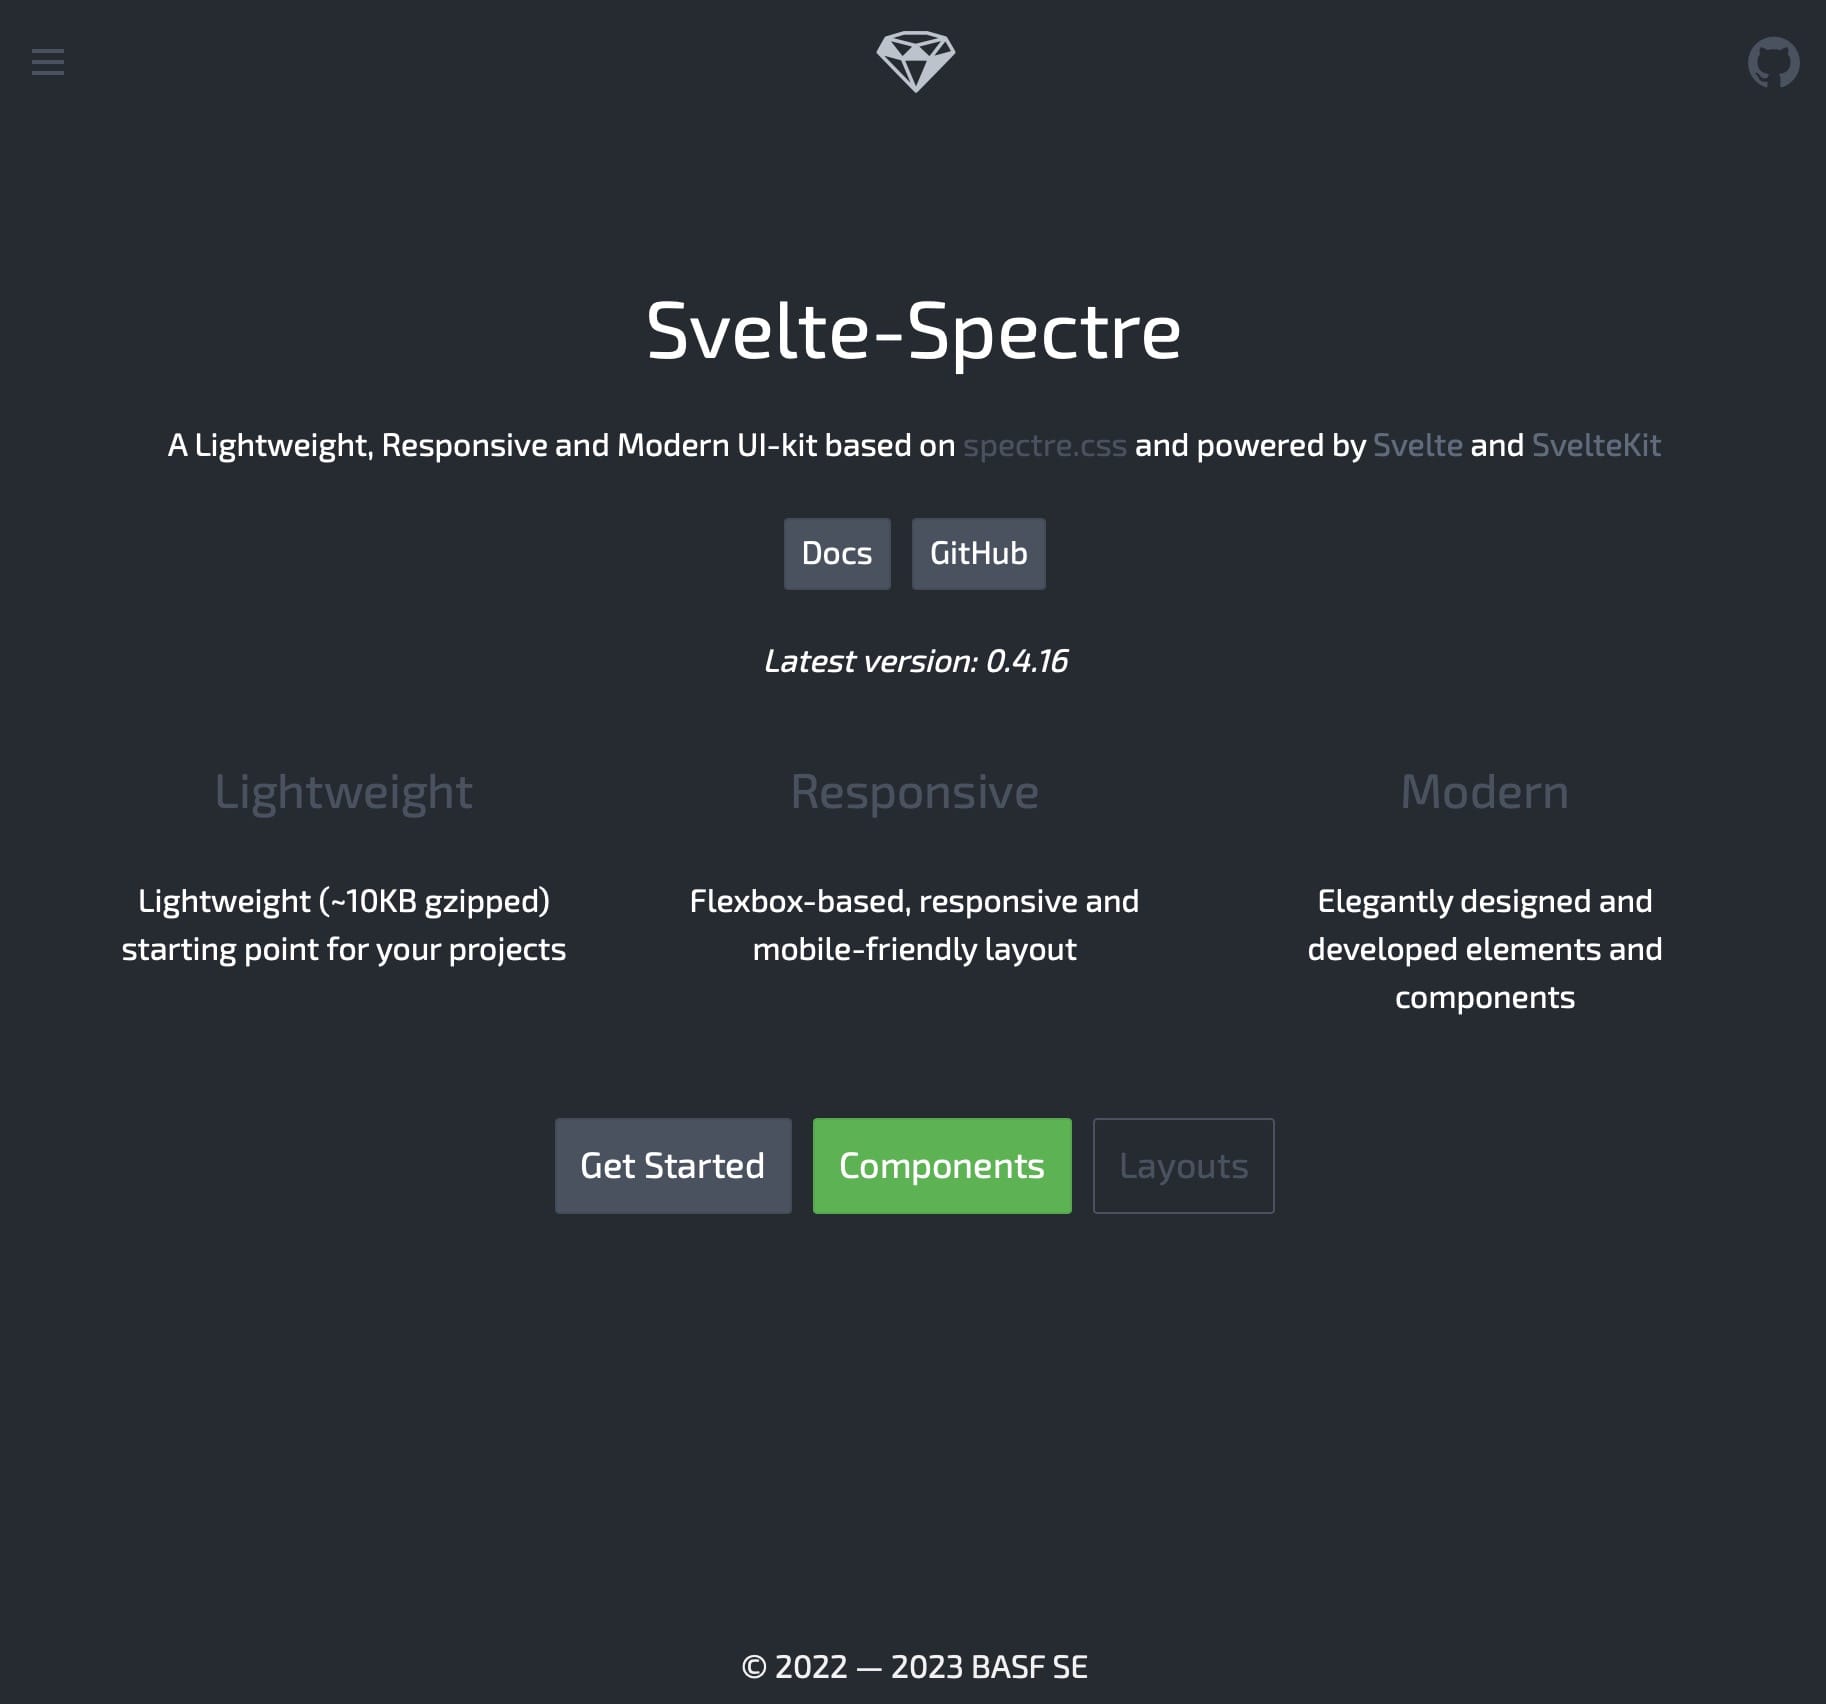 Svelte-Spectre
A Lightweight, Responsive and Modern UI-kit based on spectre.css and powered by Svelte and SvelteKit
Docs
GitHub
Latest version: 0.4.16
Lightweight
Lightweight (~10KB gzipped)
starting point for your projects
Responsive
Flexbox-based, responsive and
mobile-friendly layout
Modern
Elegantly designed and
developed elements and
components
Get Started
Components
Layouts
© 2022 — 2023 BASF SE